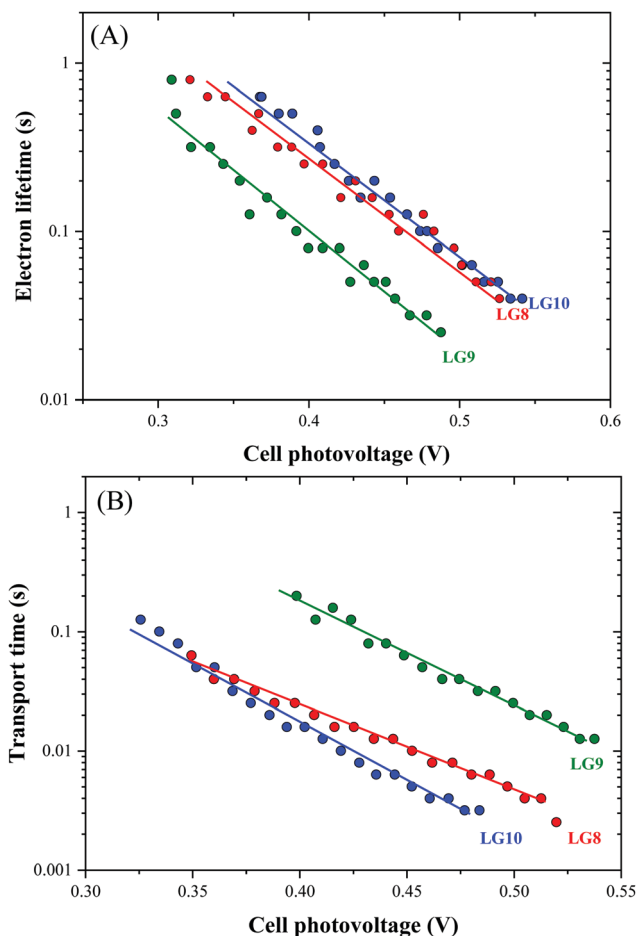 (A)
1
0.1
0.01
Electron lifetime (s)
LG10
LG8
LG9
0.3 0.4 0.5 0.6
Cell photovoltage (V)
(B)
1
0.1
0.01
0.001
Transport time (s)
LG9
LG10
LG8
0.30 0.35 0.40 0.45 0.50 0.55
Cell photovoltage (V)